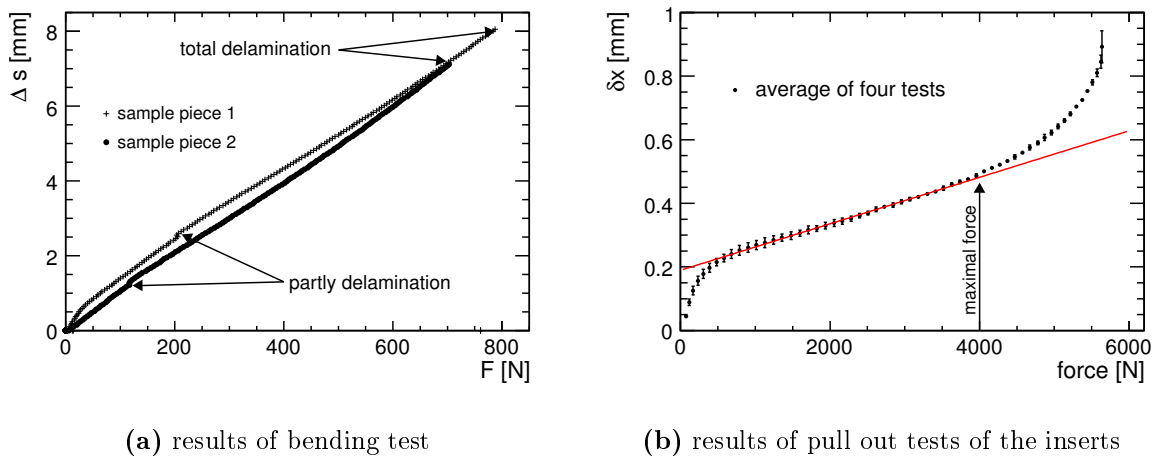 Δ s [mm]
8
6
4
2
0
total delamination
sample piece 1
sample piece 2
partly delamination
0 200 400 600 800
F [N]
(a) results of bending test
δx [mm]
1
0.8
0.6
0.4
0.2
0
average of four tests
maximal force
0 2000 4000 6000
force [N]
(b) results of pull out tests of the inserts